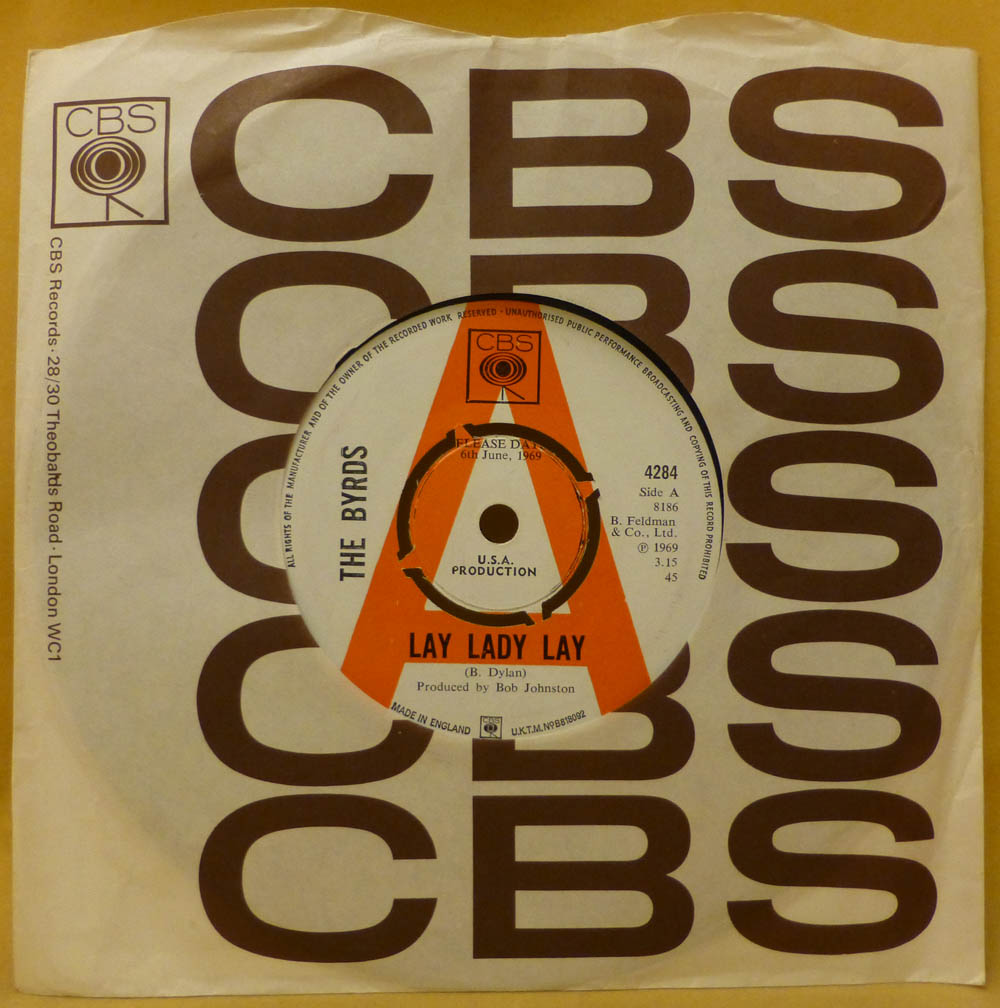 CBS
CBS
CBS Records · 28/30 Theobalds Road · London WC1
CBS
CBS
CBS
CBS
ALL RIGHTS OF THE MANUFACTURER AND OF THE OWNER OF THE RECORDED WORK RESERVED · UNAUTHORISED PUBLIC PERFORMANCE BROADCASTING AND COPYING OF THIS RECORD PROHIBITED
A
CBS
6th June, 1969
THE BYRDS
4284
Side A
8186
B. Feldman
& Co., Ltd.
℗ 1969
3.15
45
U.S.A.
PRODUCTION
LAY LADY LAY
(B. Dylan)
Produced by Bob Johnston
MADE IN ENGLAND
CBS
U.K.T.M. No B818092